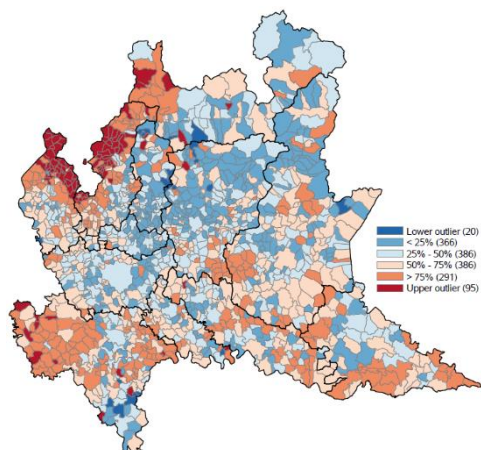 Lower outlier (20)
< 25% (366)
25% - 50% (386)
50% - 75% (386)
> 75% (291)
Upper outlier (95)